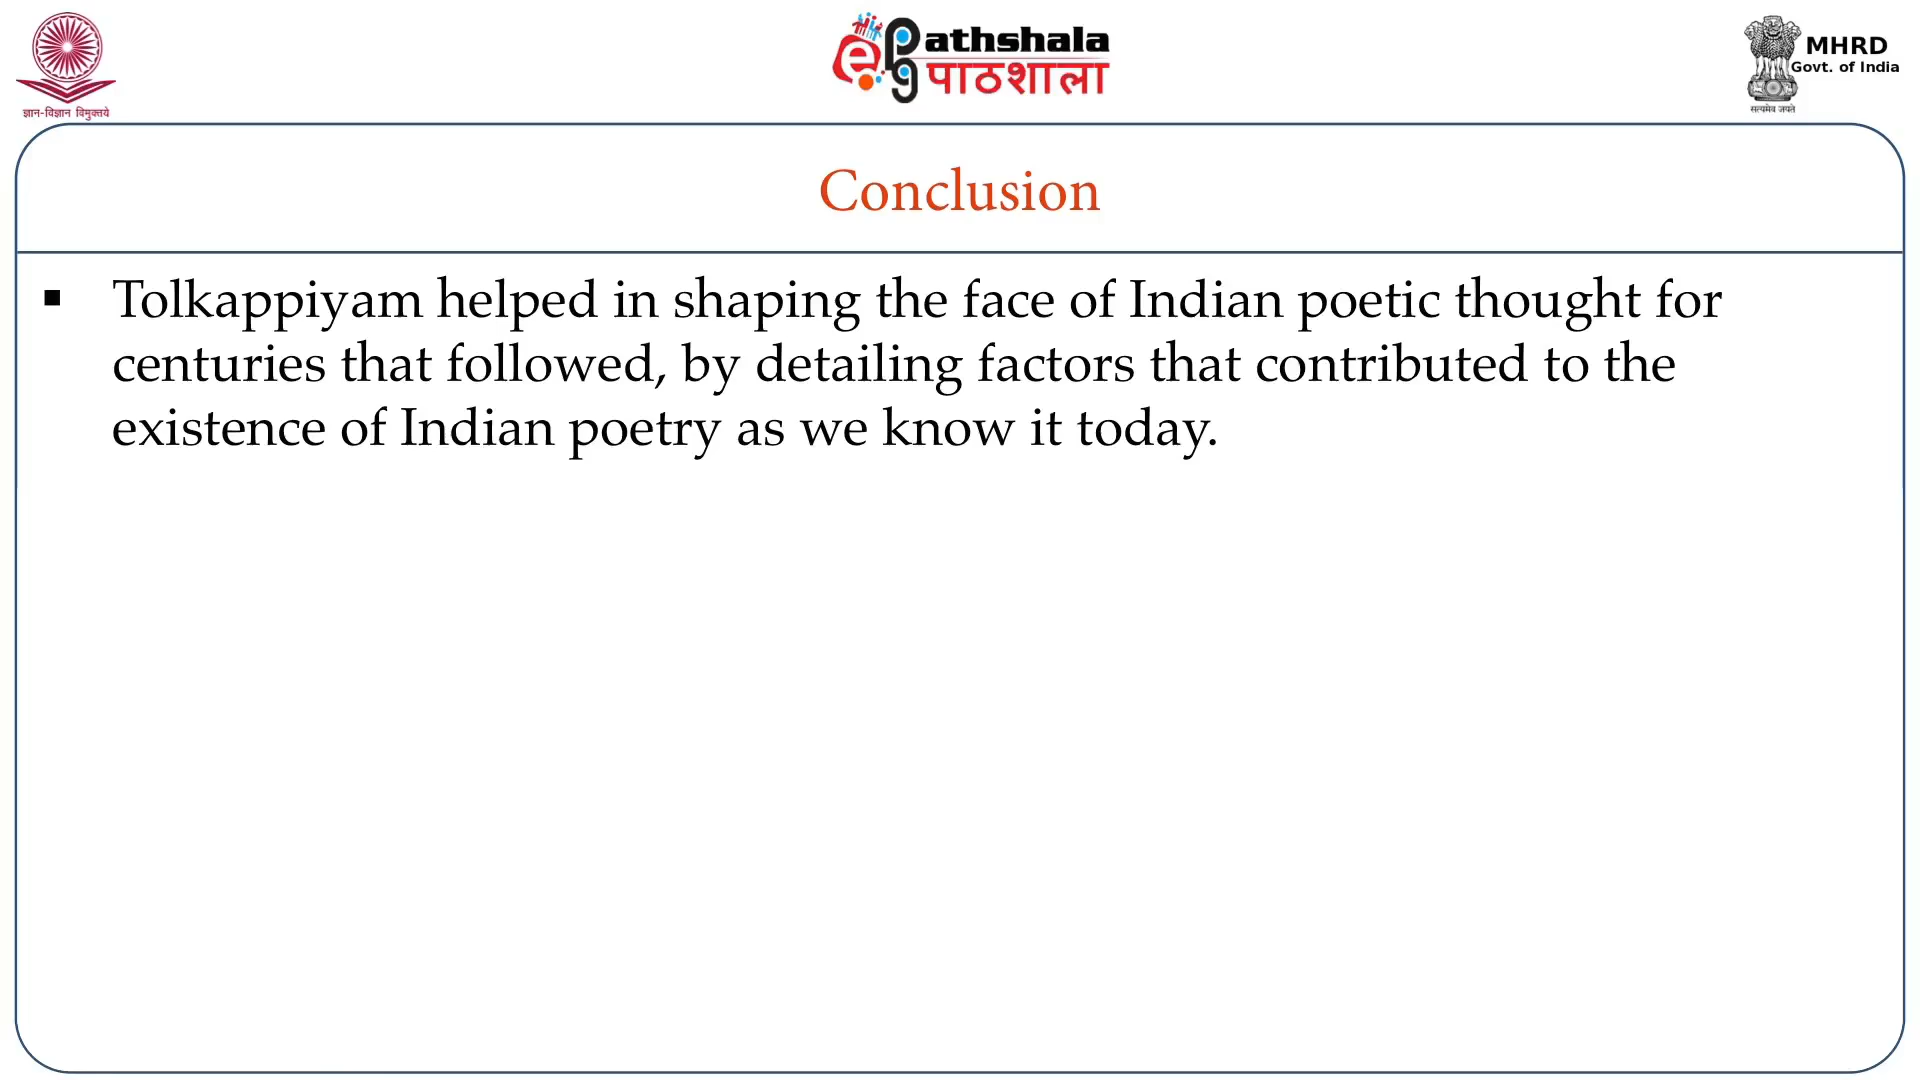 ज्ञान-विज्ञान विमुक्तये
e pg Pathshala
पाठशाला
MHRD
Govt. of India
सत्यमेव जयते
Conclusion
▪ Tolkappiyam helped in shaping the face of Indian poetic thought for
centuries that followed, by detailing factors that contributed to the
existence of Indian poetry as we know it today.